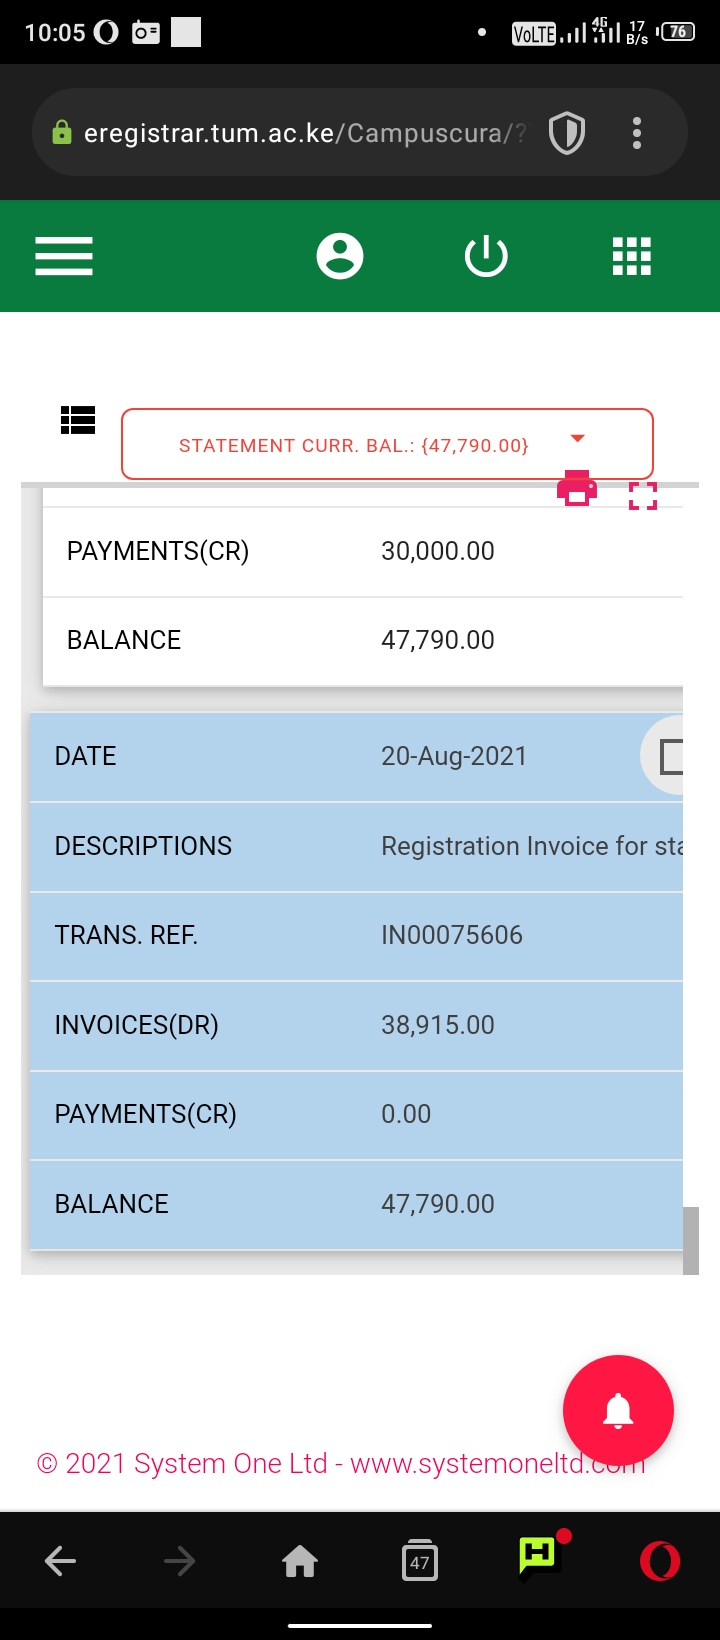 10:05 VoLTE 4G 17 B/s 76
eregistrar.tum.ac.ke/Campuscura/?
STATEMENT CURR. BAL.: {47,790.00}
PAYMENTS(CR) 30,000.00
BALANCE 47,790.00
DATE 20-Aug-2021
DESCRIPTIONS Registration Invoice for sta
TRANS. REF. IN00075606
INVOICES(DR) 38,915.00
PAYMENTS(CR) 0.00
BALANCE 47,790.00
© 2021 System One Ltd - www.systemoneltd.com
47